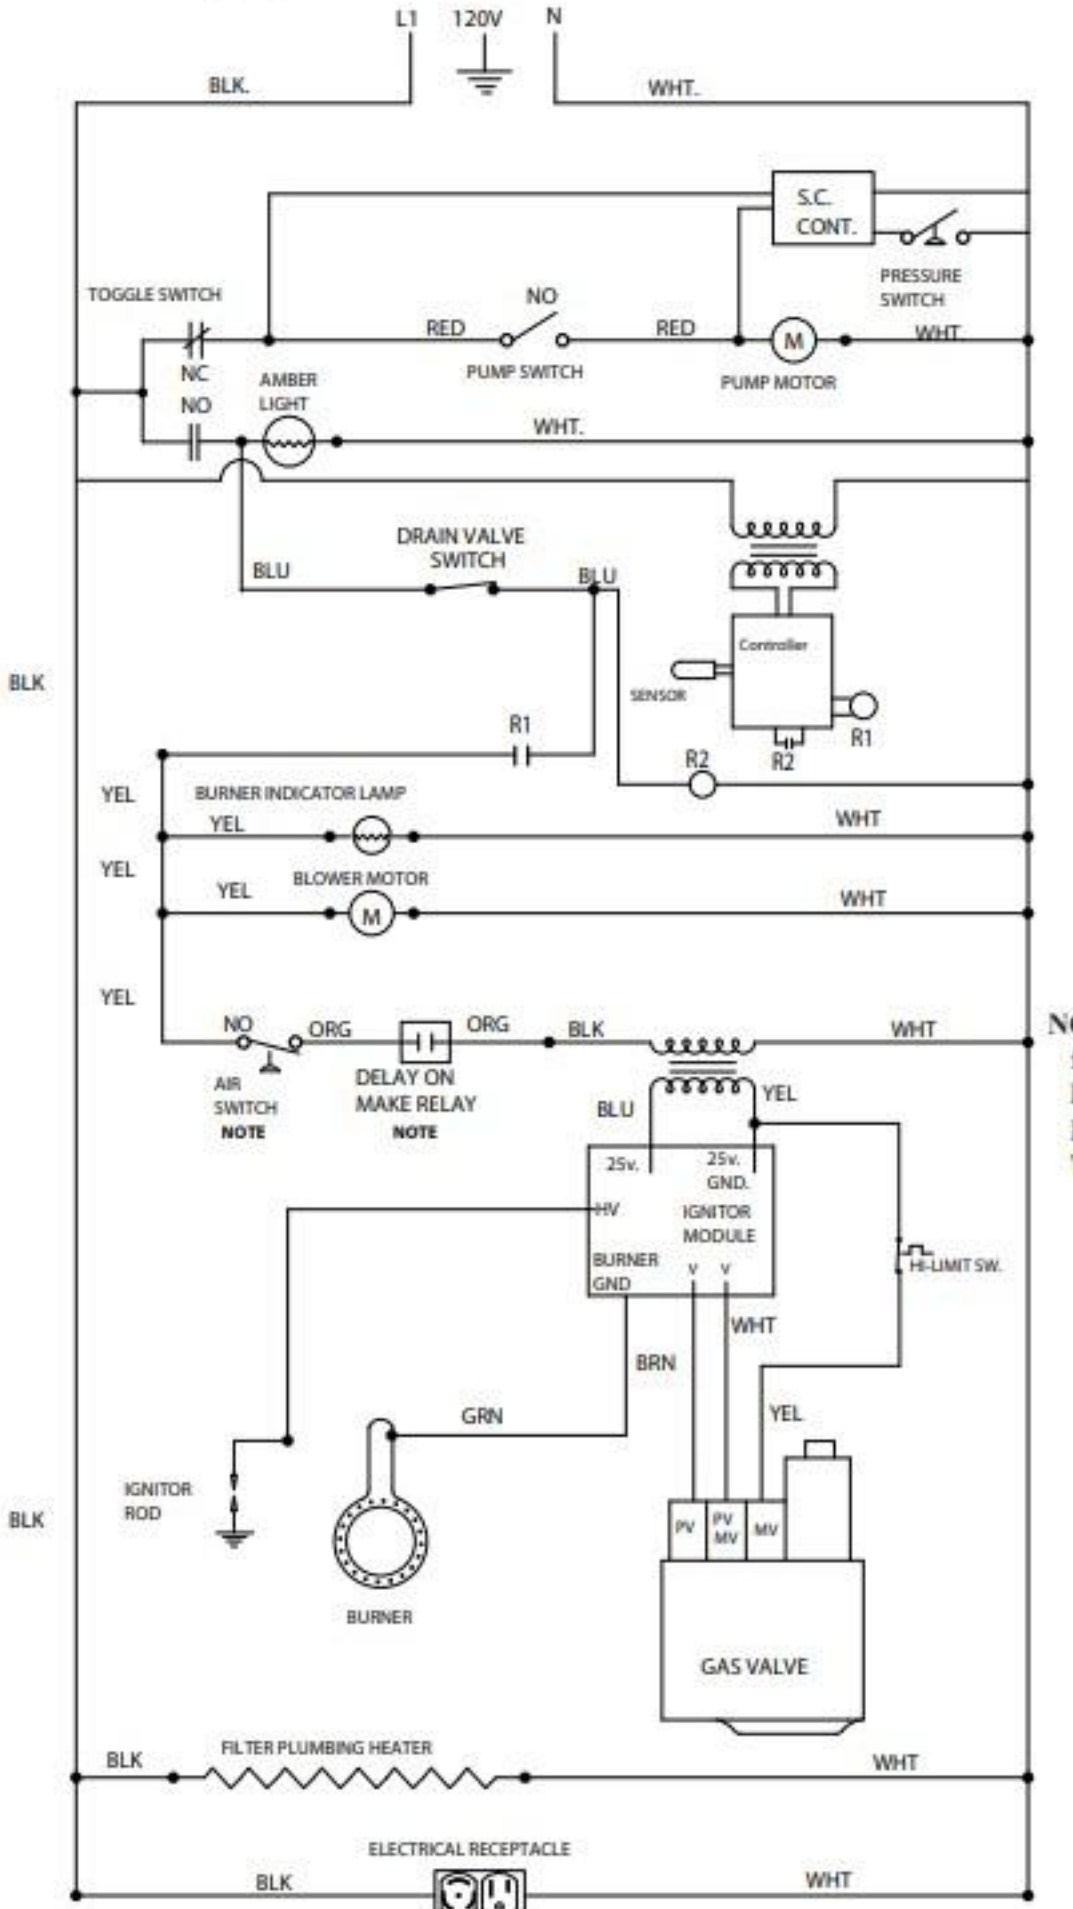 L1 120V N
BLK. WHT.
S.C.
CONT.
PRESSURE
SWITCH
TOGGLE SWITCH
NO
RED RED M WHT.
NC PUMP SWITCH PUMP MOTOR
AMBER
LIGHT
NO
WHT.
DRAIN VALVE
SWITCH
BLU BLU
Controller
BLK SENSOR
R1 R1
R2 R2
YEL BURNER INDICATOR LAMP
YEL WHT
YEL BLOWER MOTOR
YEL M WHT
YEL
NO ORG ORG BLK WHT
AIR
SWITCH
NOTE
DELAY ON
MAKE RELAY
NOTE
BLU YEL
25v. 25v.
GND.
HV IGNITOR
MODULE
BURNER
GND V V
HI-LIMIT SW.
WHT
BRN
GRN YEL
IGNITOR
ROD
BLK
PV PV
MV MV
BURNER
GAS VALVE
BLK FILTER PLUMBING HEATER WHT
ELECTRICAL RECEPTACLE
BLK WHT